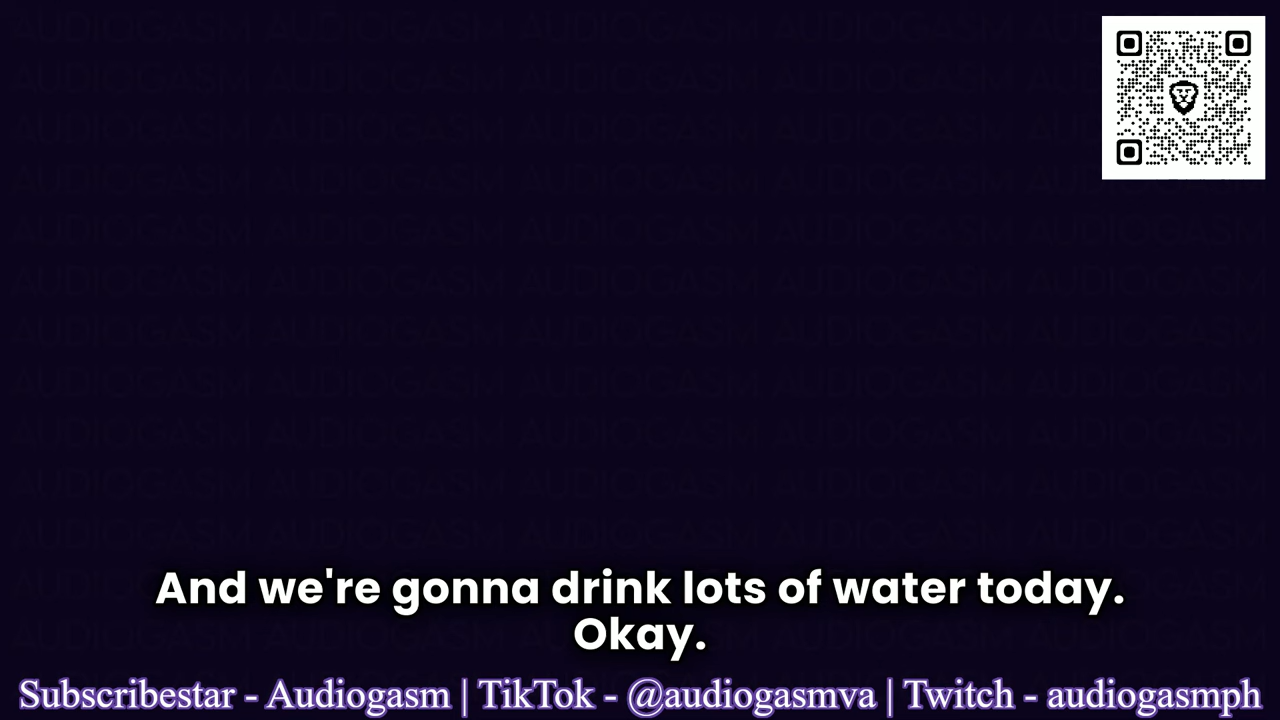 And we're gonna drink lots of water today.
Okay.
Subscribestar - Audiogasm | TikTok - @audiogasmva | Twitch - audiogasmph